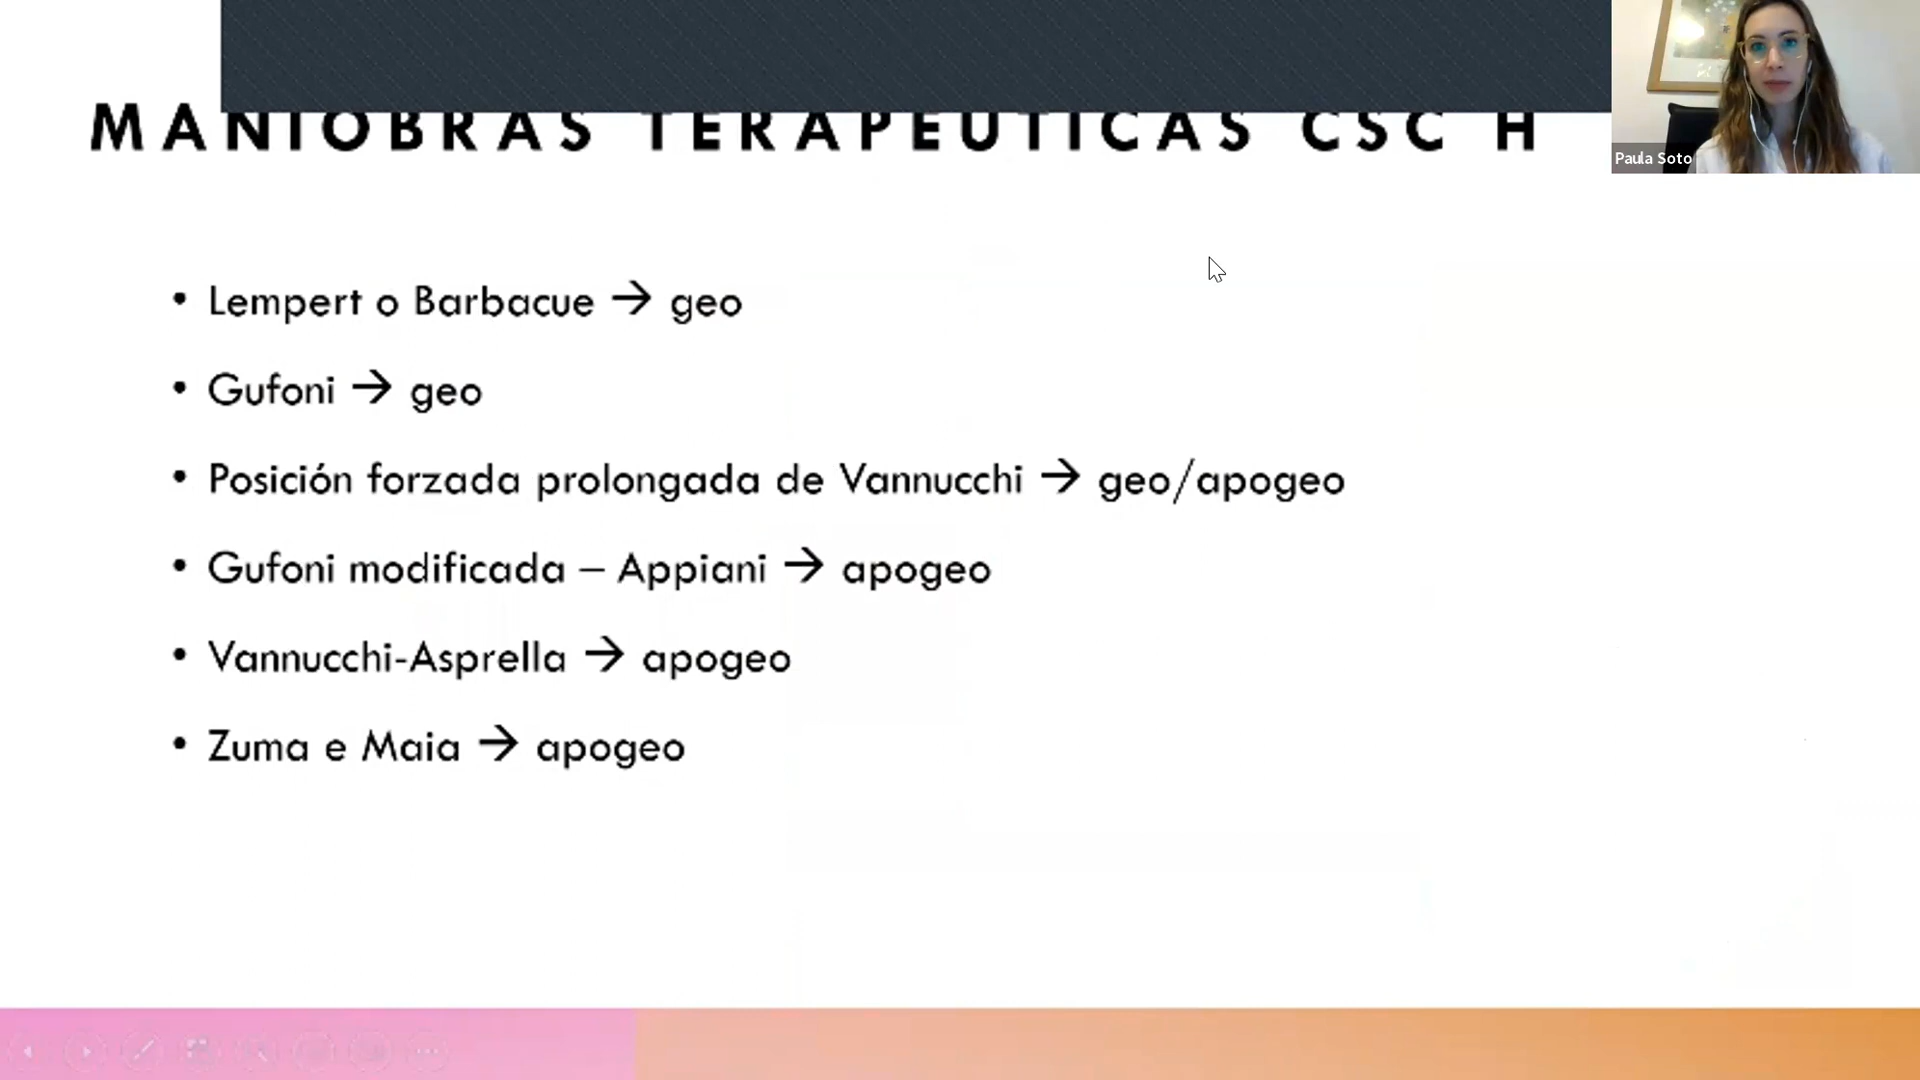 MANIOBRAS TERAPEUTICAS CSC H
Paula Soto
• Lempert o Barbacue → geo
• Gufoni → geo
• Posición forzada prolongada de Vannucchi → geo/apogeo
• Gufoni modificada – Appiani → apogeo
• Vannucchi-Asprella → apogeo
• Zuma e Maia → apogeo